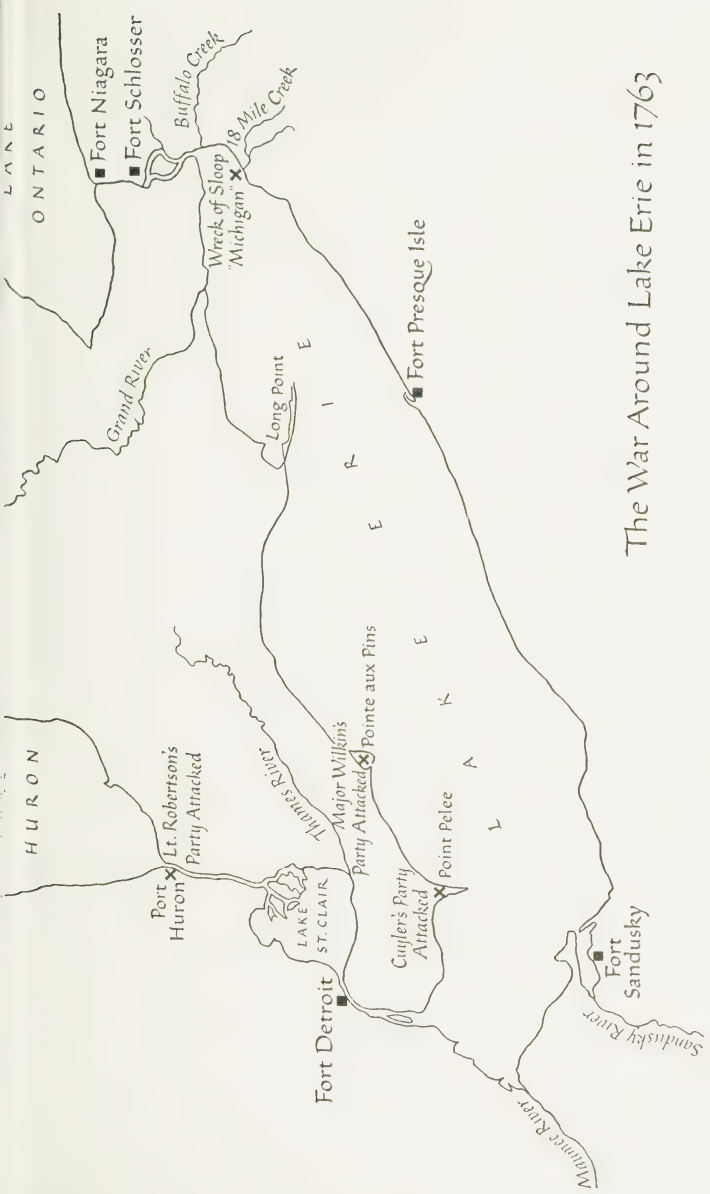 LAKE
ONTARIO
Fort Niagara
Fort Schlosser
Buffalo Creek
18 Mile Creek
Wreck of Sloop
"Michigan"
Grand River
Long Point
Fort Presque Isle
HURON
Port
Huron
Lt. Robertson's
Party Attacked
Thames River
LAKE
ST. CLAIR
Major Wilkin's
Party Attacked
Pointe aux Pins
Cuyler's Party
Attacked
Point Pelee
LAKE ERIE
Fort Detroit
Fort
Sandusky
Sandusky River
Maumee River
The War Around Lake Erie in 1763